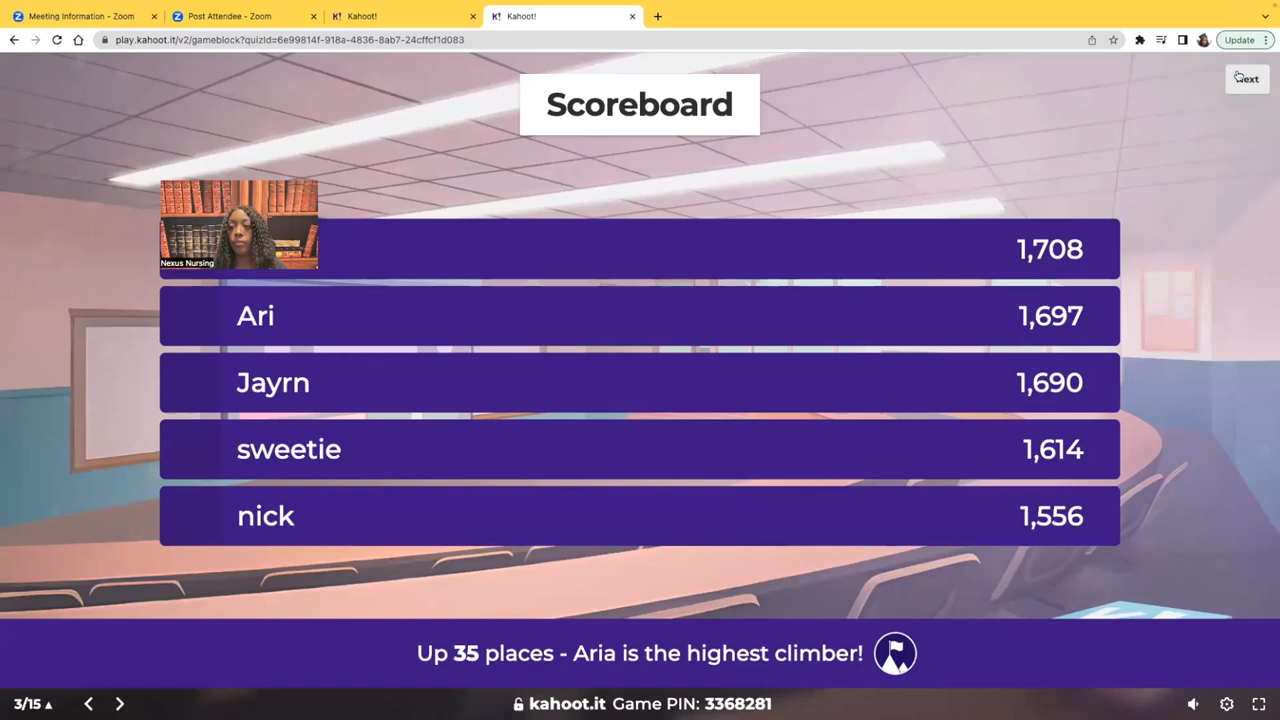 Meeting Information - Zoom
Post Attendee - Zoom
Kahoot!
Kahoot!
play.kahoot.it/v2/gameblock?quizId=6e99814f-918a-4836-8ab7-24cffcf1d083
Update
Scoreboard
Nexus Nursing
1,708
Ari 1,697
Jayrn 1,690
sweetie 1,614
nick 1,556
Up 35 places - Aria is the highest climber!
3/15
kahoot.it Game PIN: 3368281